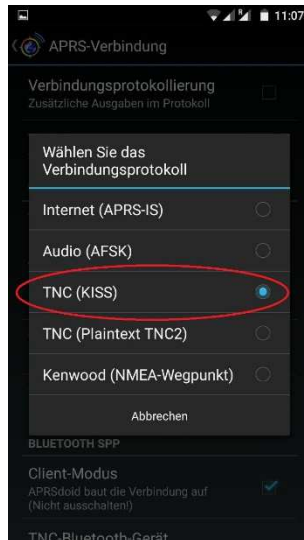 11:07
APRS-Verbindung
Verbindungsprotokollierung
Zusätzliche Ausgaben im Protokoll
Wählen Sie das
Verbindungsprotokoll
Internet (APRS-IS)
Audio (AFSK)
TNC (KISS)
TNC (Plaintext TNC2)
Kenwood (NMEA-Wegpunkt)
Abbrechen
BLUETOOTH SPP
Client-Modus
APRSdoid baut die Verbindung auf
(Nicht ausschalten!)
TNC-Bluetooth-Gerät